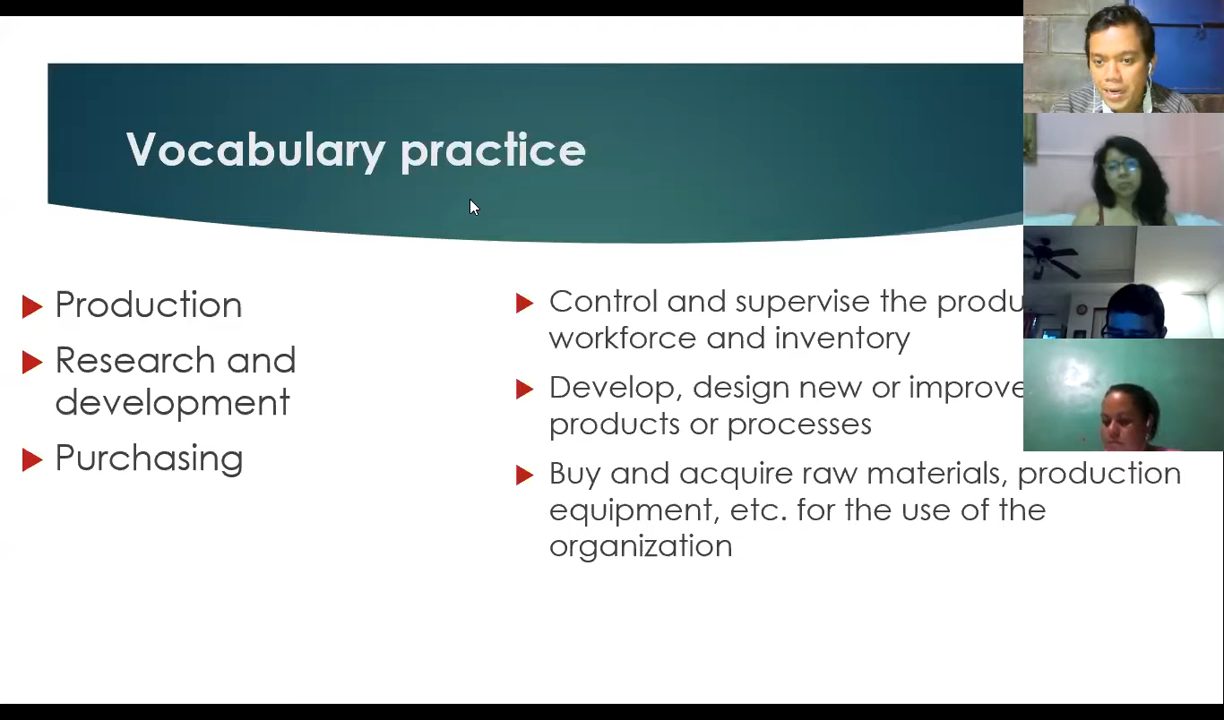 Vocabulary practice
Production
Research and
development
Purchasing
Control and supervise the
workforce and inventory
Develop, design new or improve
products or processes
Buy and acquire raw materials, production
equipment, etc. for the use of the
organization